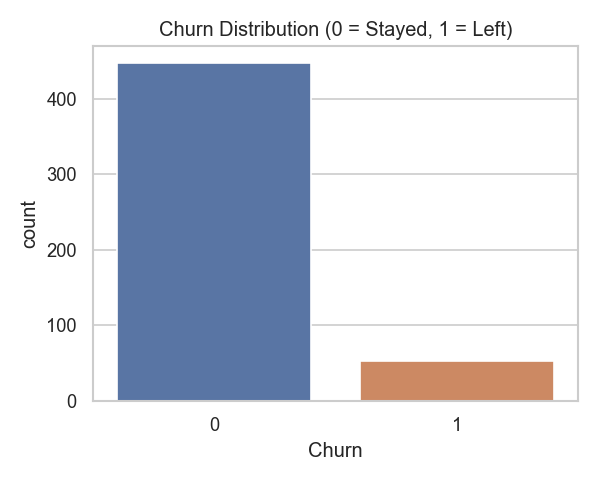 Churn Distribution (0 = Stayed, 1 = Left)
400
300
200
100
0
count
0 1
Churn